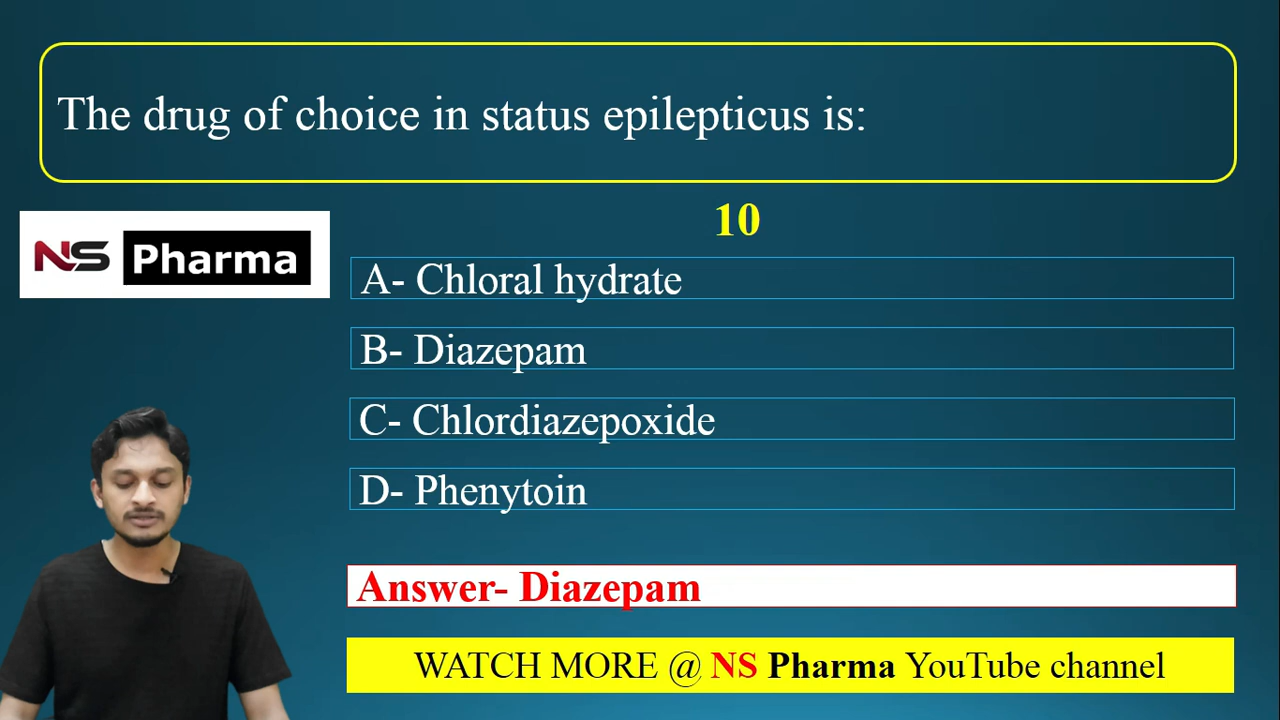 The drug of choice in status epilepticus is:
10
NS Pharma
A- Chloral hydrate
B- Diazepam
C- Chlordiazepoxide
D- Phenytoin
Answer- Diazepam
WATCH MORE @ NS Pharma YouTube channel